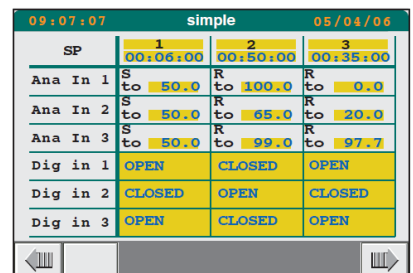 09:07:07 simple 05/04/06
SP 1 2 3
00:06:00 00:50:00 00:35:00
Ana In 1 S to 50.0 R to 100.0 R to 0.0
Ana In 2 S to 50.0 R to 65.0 R to 20.0
Ana In 3 S to 50.0 R to 99.0 R to 97.7
Dig in 1 OPEN CLOSED OPEN
Dig in 2 CLOSED OPEN CLOSED
Dig in 3 OPEN CLOSED OPEN